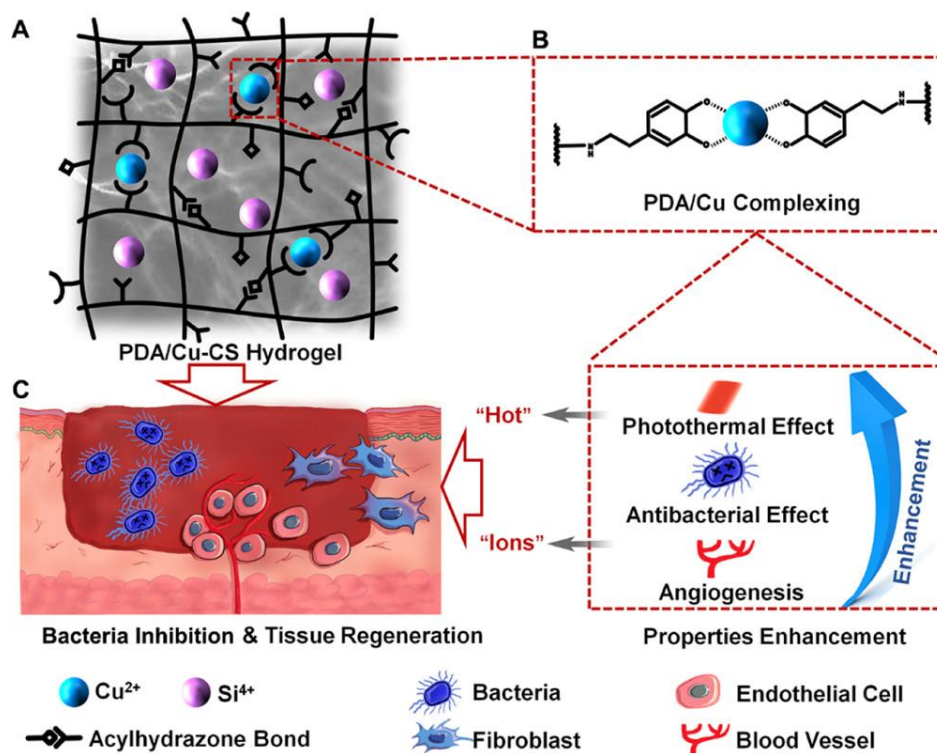 A
B
H
N
O
O
O
O
H
N
PDA/Cu Complexing
PDA/Cu-CS Hydrogel
C
"Hot"
"Ions"
Photothermal Effect
Antibacterial Effect
Angiogenesis
Enhancement
Bacteria Inhibition & Tissue Regeneration
Properties Enhancement
Cu²⁺
Si⁴⁺
Bacteria
Endothelial Cell
Acylhydrazone Bond
Fibroblast
Blood Vessel